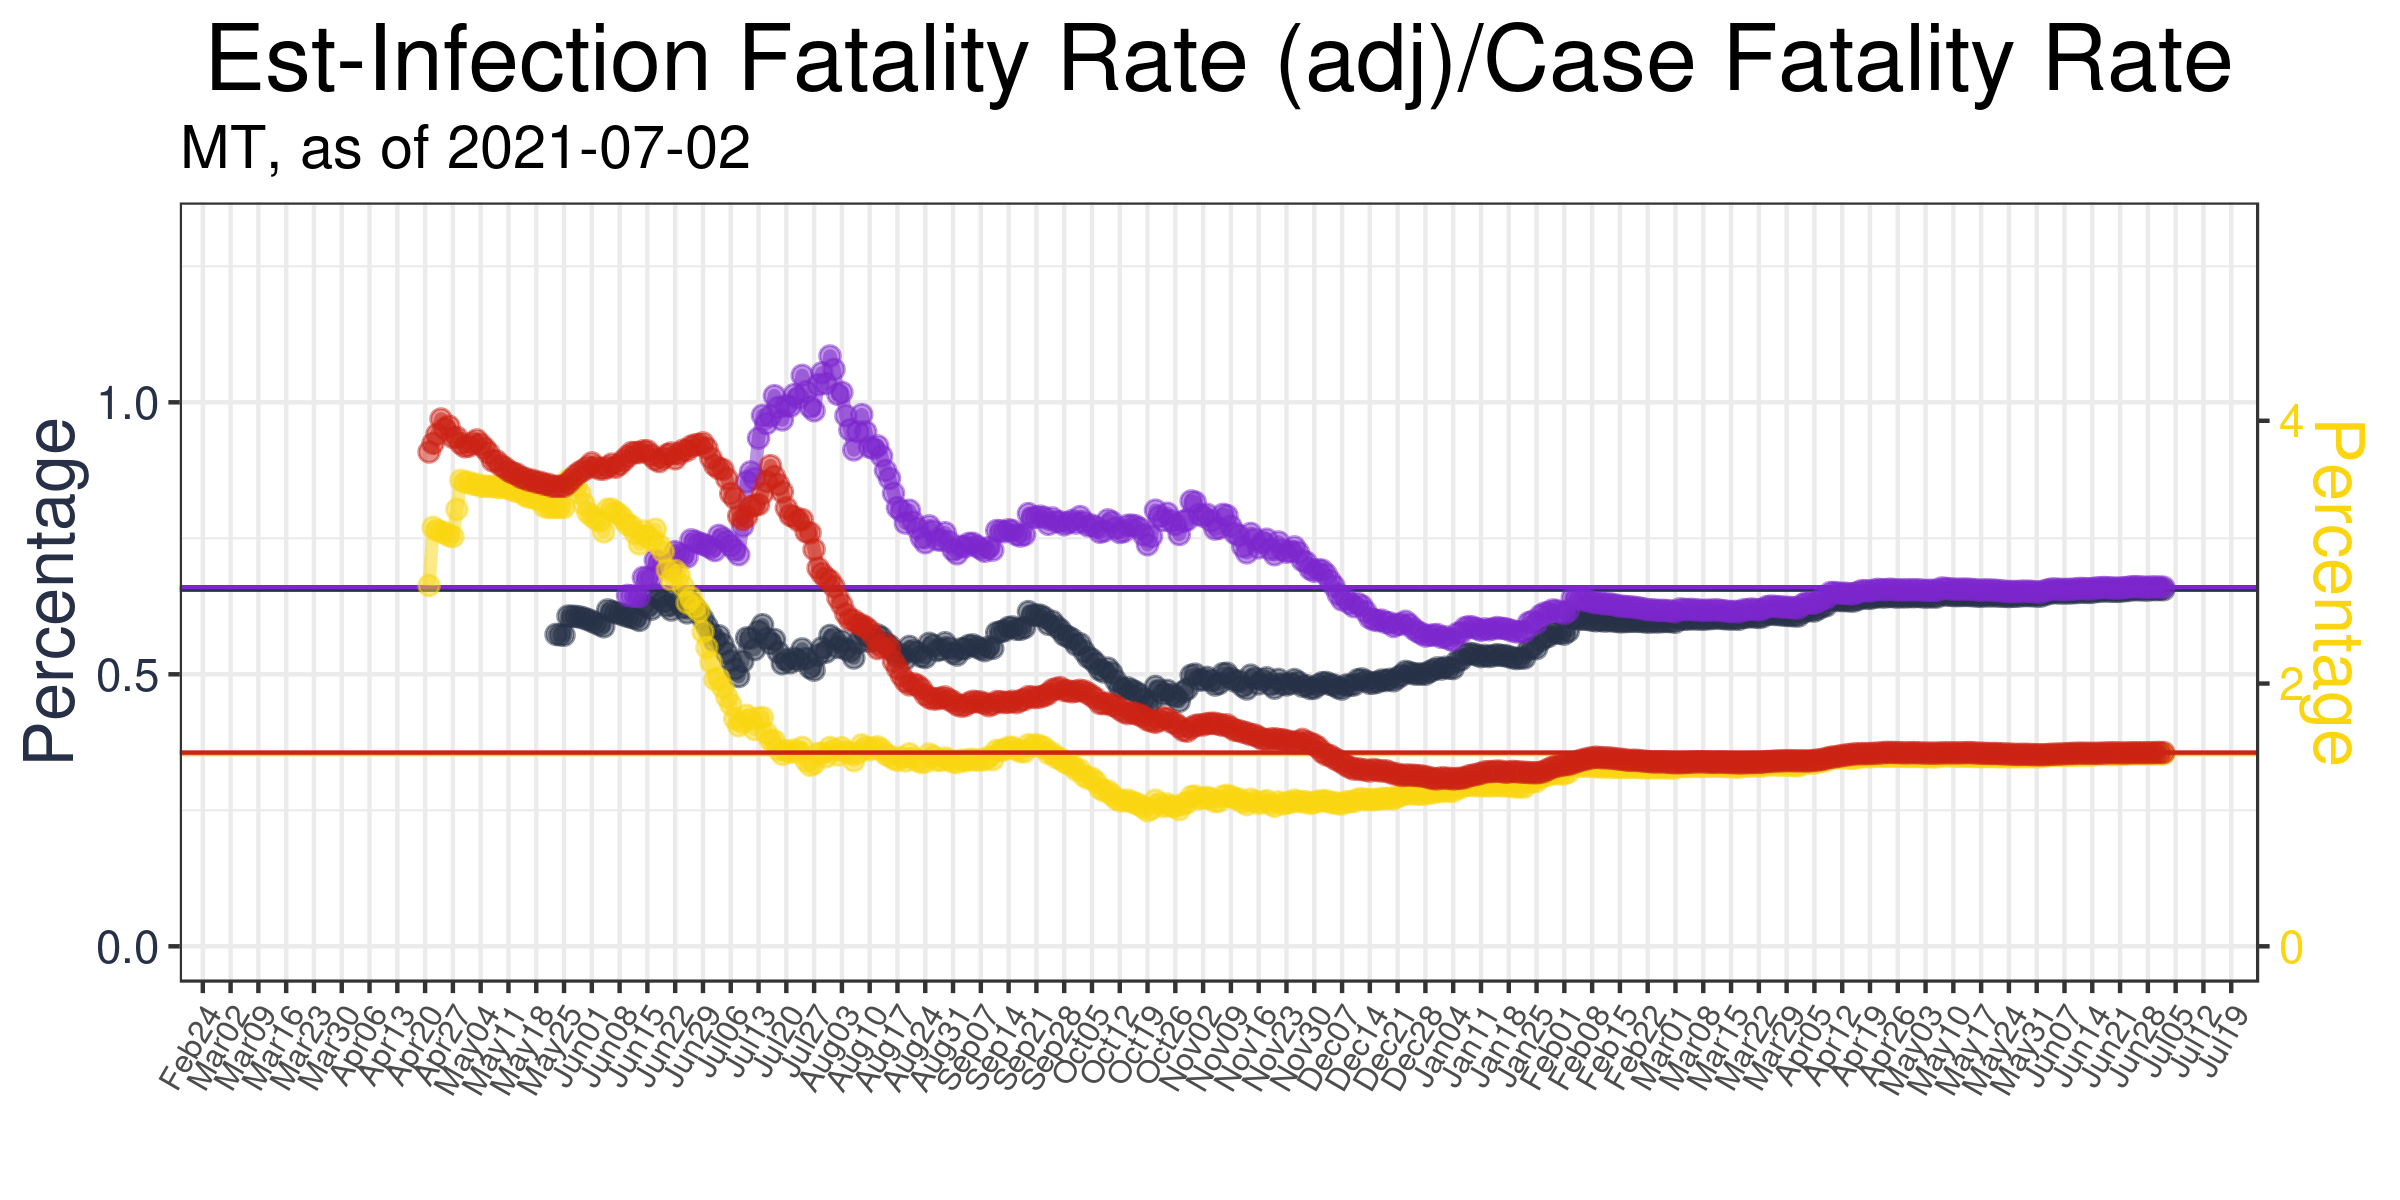 Est-Infection Fatality Rate (adj)/Case Fatality Rate
MT, as of 2021-07-02
Percentage
1.0
0.5
0.0
4
2
0
Percentage
Feb24
Mar02
Mar09
Mar16
Mar23
Mar30
Apr06
Apr13
Apr20
Apr27
May04
May11
May18
May25
Jun01
Jun08
Jun15
Jun22
Jun29
Jul06
Jul13
Jul20
Jul27
Aug03
Aug10
Aug17
Aug24
Aug31
Sep07
Sep14
Sep21
Sep28
Oct05
Oct12
Oct19
Oct26
Nov02
Nov09
Nov16
Nov23
Nov30
Dec07
Dec14
Dec21
Dec28
Jan04
Jan11
Jan18
Jan25
Feb01
Feb08
Feb15
Feb22
Mar01
Mar08
Mar15
Mar22
Mar29
Apr05
Apr12
Apr19
Apr26
May03
May10
May17
May24
May31
Jun07
Jun14
Jun21
Jun28
Jul05
Jul12
Jul19